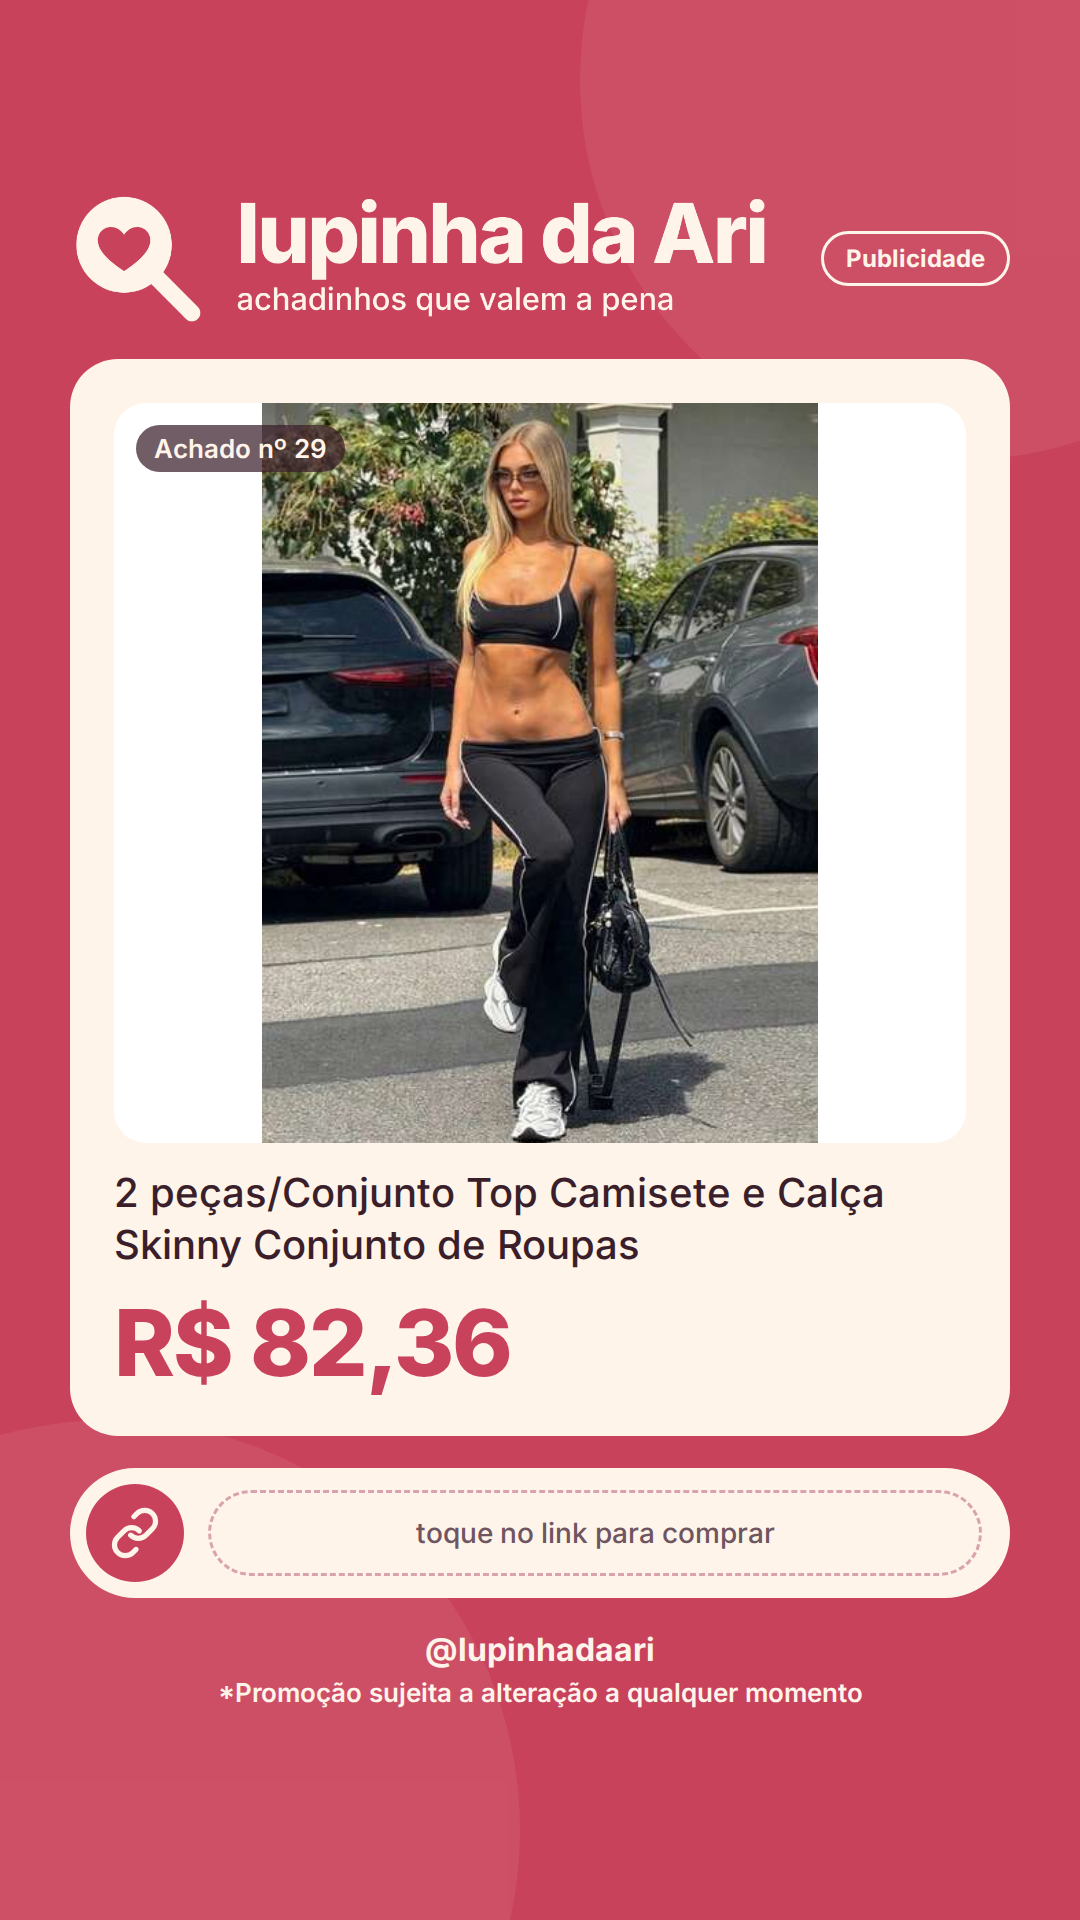 lupinha da Ari
achadinhos que valem a pena
Publicidade
Achado nº 29
2 peças/Conjunto Top Camisete e Calça
Skinny Conjunto de Roupas
R$ 82,36
toque no link para comprar
@lupinhadaari
*Promoção sujeita a alteração a qualquer momento